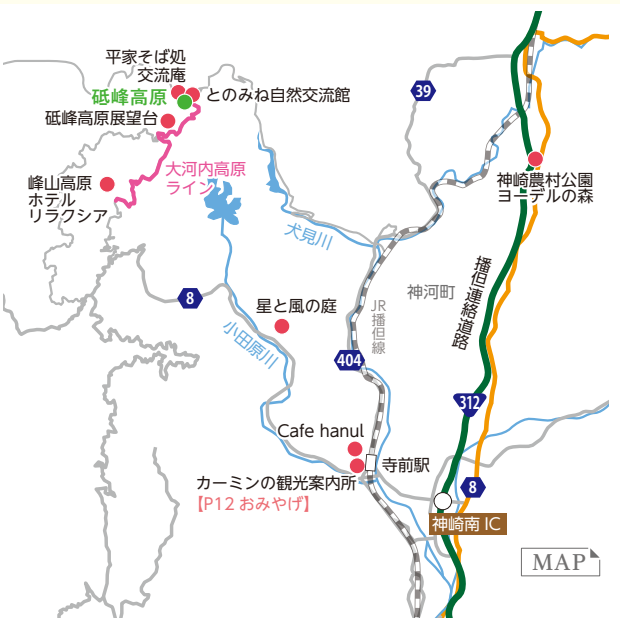 平家そば処
交流庵
砥峰高原
とのみね自然交流館
砥峰高原展望台
39
峰山高原
ホテル
リラクシア
大河内高原
ライン
神崎農村公園
ヨーデルの森
犬見川
神河町
播但連絡道路
8
星と風の庭
JR播但線
小田原川
404
312
Cafe hanul
寺前駅
カーミンの観光案内所
【P12 おみやげ】
8
神崎南 IC
MAP